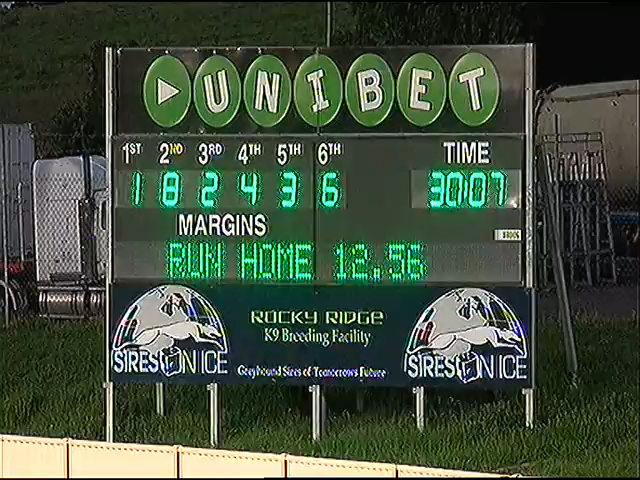 UNIBET
1ST 2ND 3RD 4TH 5TH 6TH TIME
1 8 2 4 3 6 30.07
MARGINS
RUN HOME 12.56
ROCKY RIDGE
K9 Breeding Facility
SIRES ON ICE
Greyhound Sires of Tomorrows Future
SIRES ON ICE